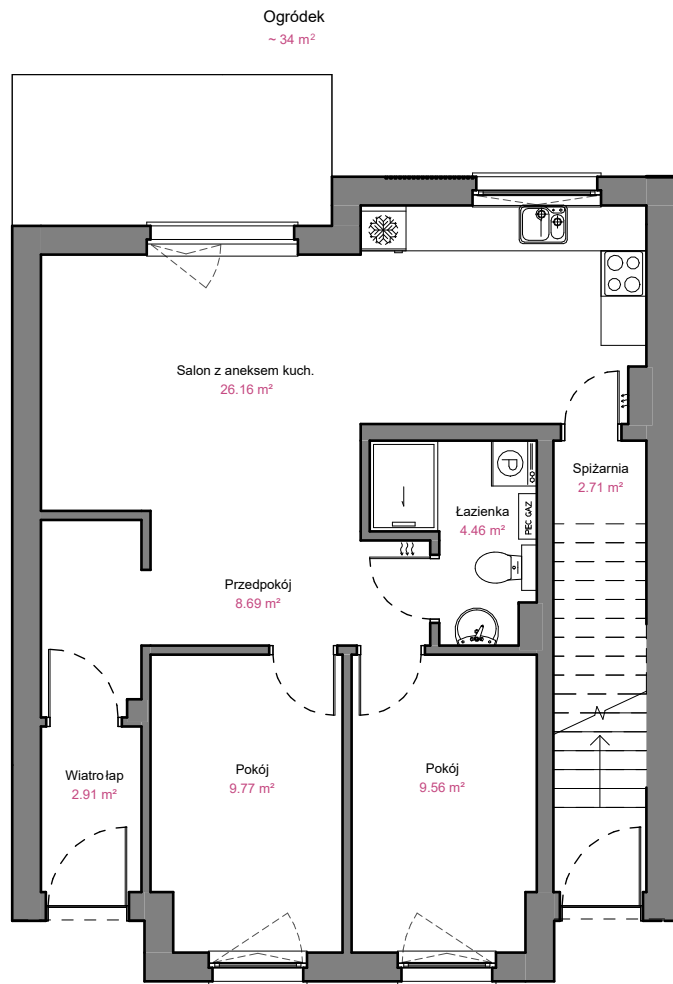 Ogródek
~ 34 m²
Salon z aneksem kuch.
26.16 m²
Spiżarnia
2.71 m²
P
Łazienka
4.46 m²
PIEC GAZ
Przedpokój
8.69 m²
Wiatrołap
2.91 m²
Pokój
9.77 m²
Pokój
9.56 m²